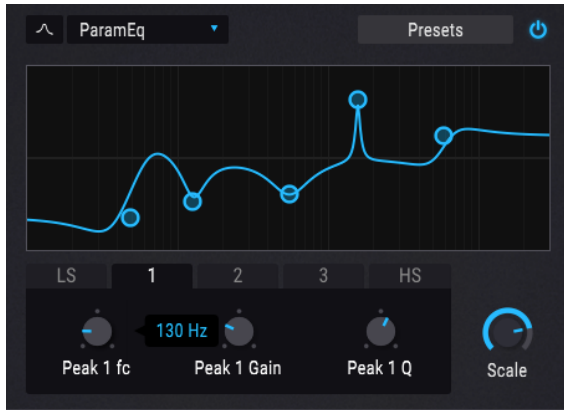 ParamEq Presets
LS 1 2 3 HS
130 Hz
Peak 1 fc Peak 1 Gain Peak 1 Q Scale